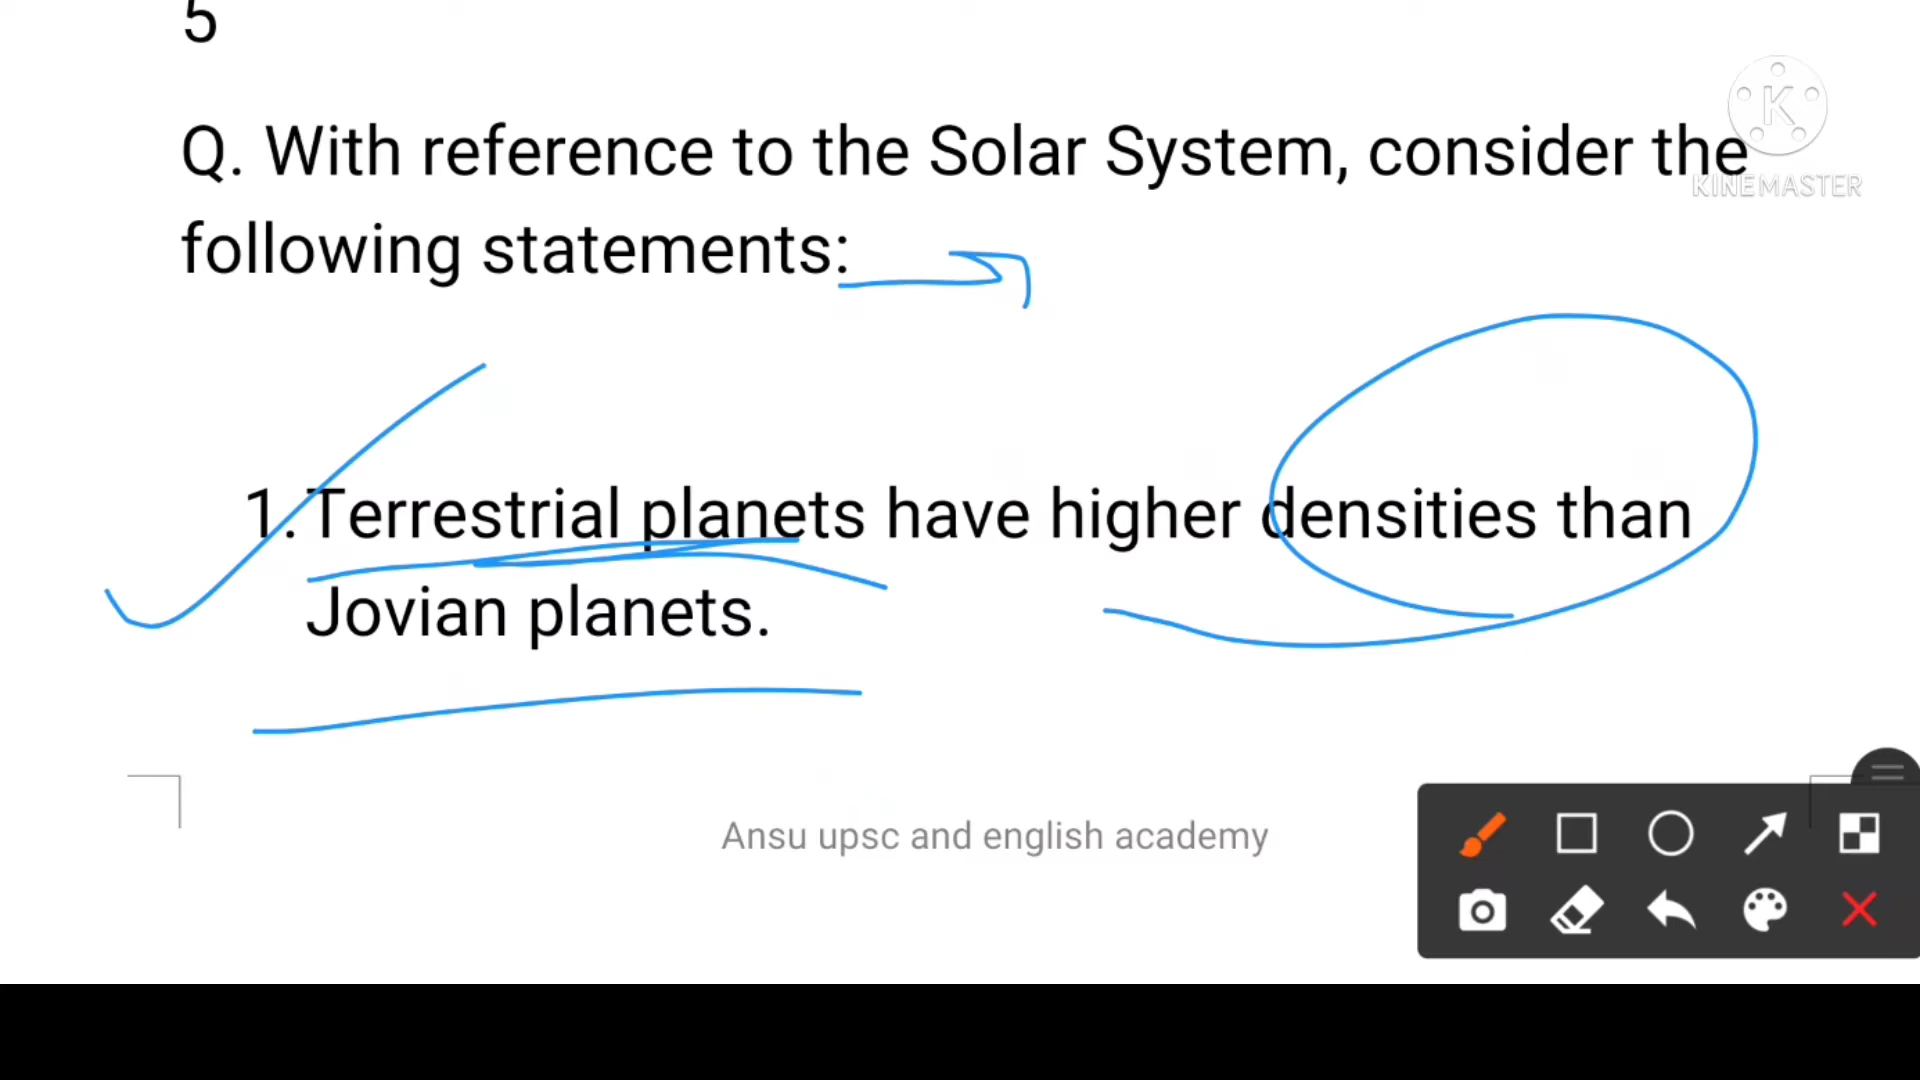 5
Q. With reference to the Solar System, consider the
KINEMASTER
following statements:
1. Terrestrial planets have higher densities than
Jovian planets.
Ansu upsc and english academy